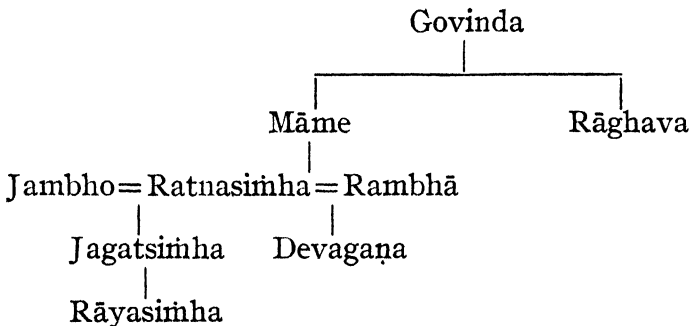 Govinda
Māme Rāghava
Jambho=Ratnasiṁha=Rambhā
Jagatsiṁha Devagaṇa
Rāyasiṁha